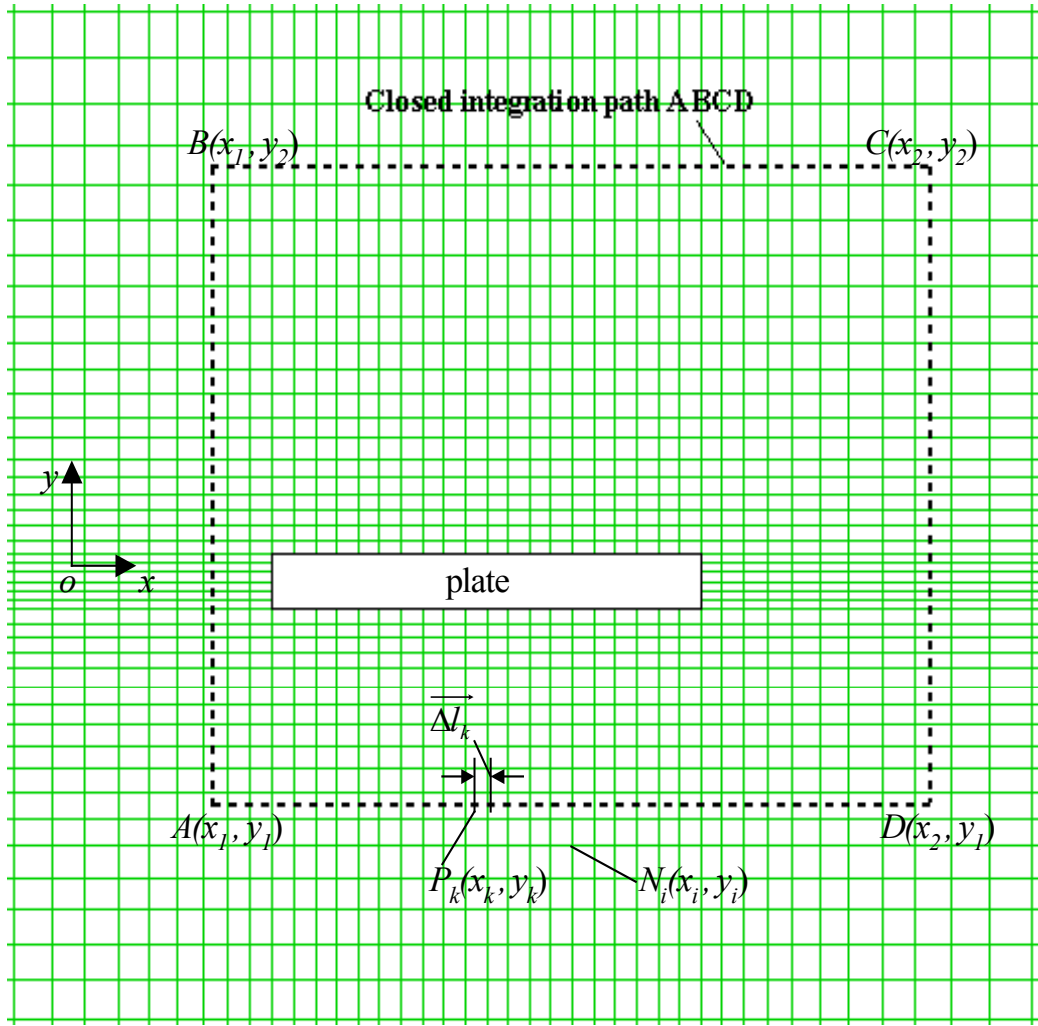 Closed integration path ABCD
B(x₁, y₂)
C(x₂, y₂)
y
o
x
plate
Δlₖ
A(x₁, y₁)
D(x₂, y₁)
Pₖ(xₖ, yₖ)
Nᵢ(xᵢ, yᵢ)